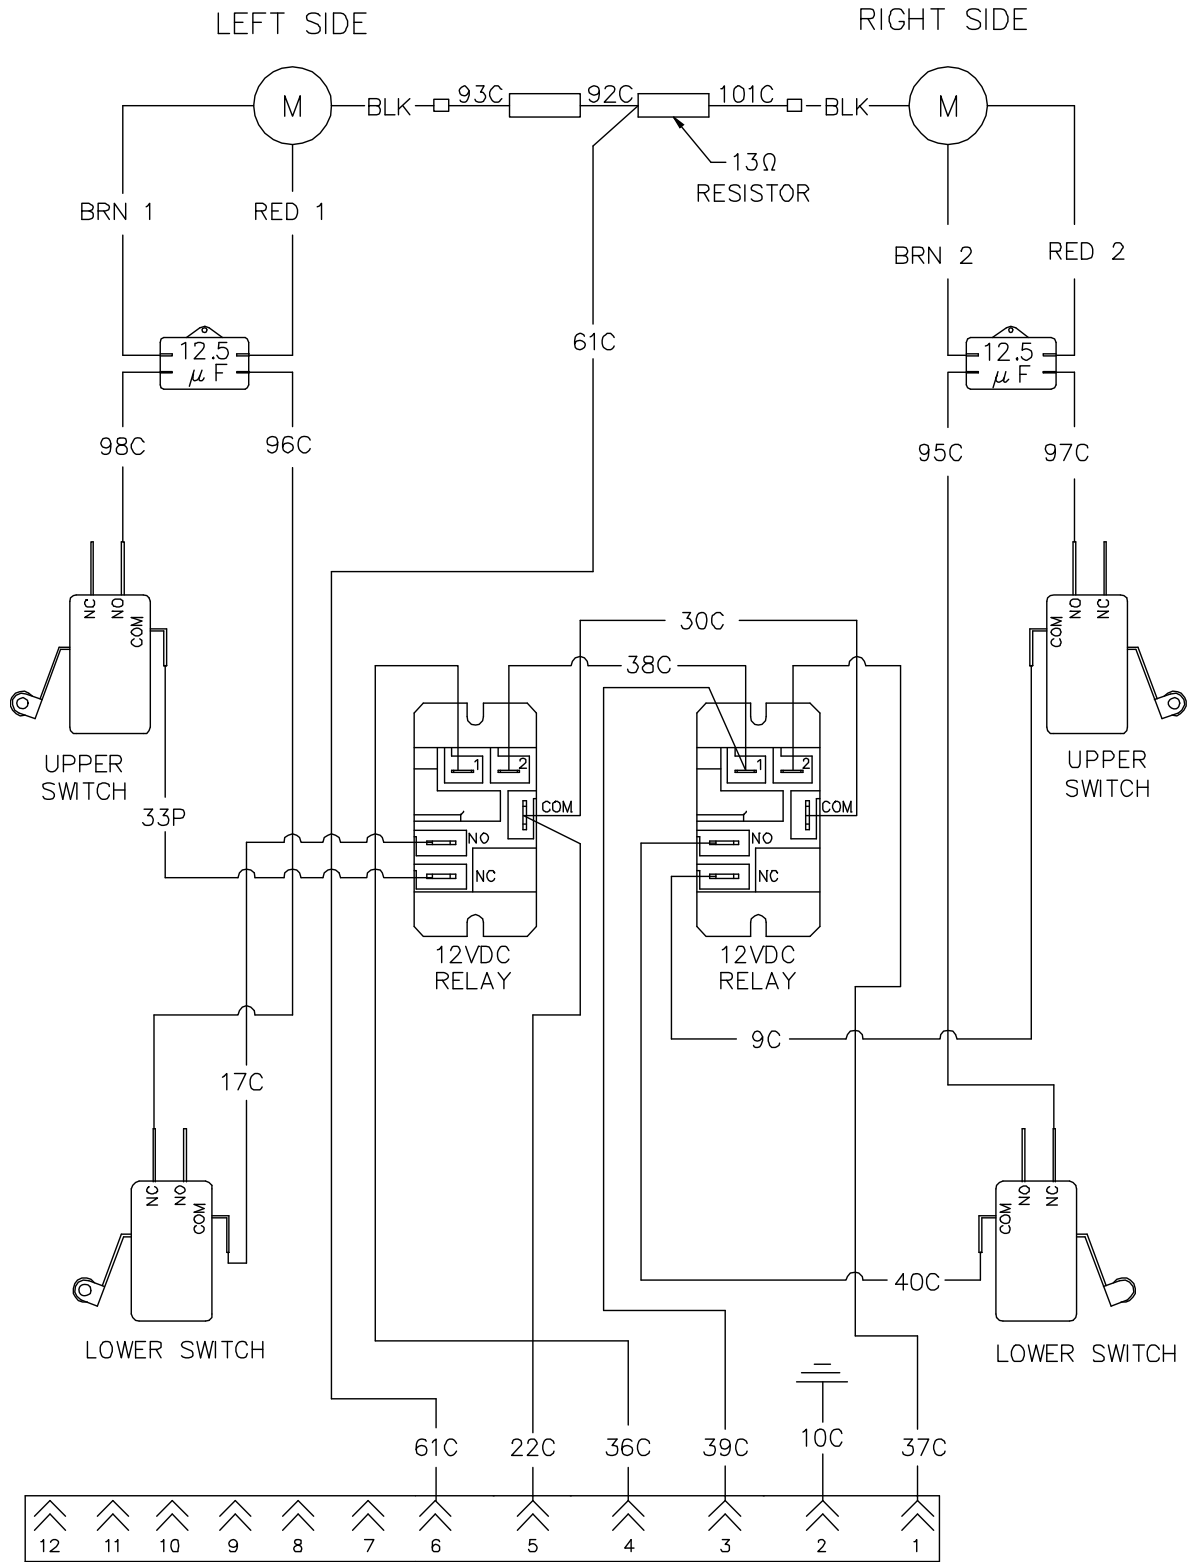 LEFT SIDE
RIGHT SIDE
M
BLK
93C
92C
101C
BLK
M
13Ω
RESISTOR
BRN 1
RED 1
BRN 2
RED 2
61C
12.5
μ F
12.5
μ F
98C
96C
95C
97C
NC
NO
COM
COM
NO
NC
30C
38C
UPPER
SWITCH
UPPER
SWITCH
1
2
1
2
33P
COM
COM
NO
NO
NC
NC
12VDC
RELAY
12VDC
RELAY
9C
17C
NC
NO
COM
COM
NO
NC
40C
LOWER SWITCH
LOWER SWITCH
61C
22C
36C
39C
10C
37C
12 11 10 9 8 7 6 5 4 3 2 1